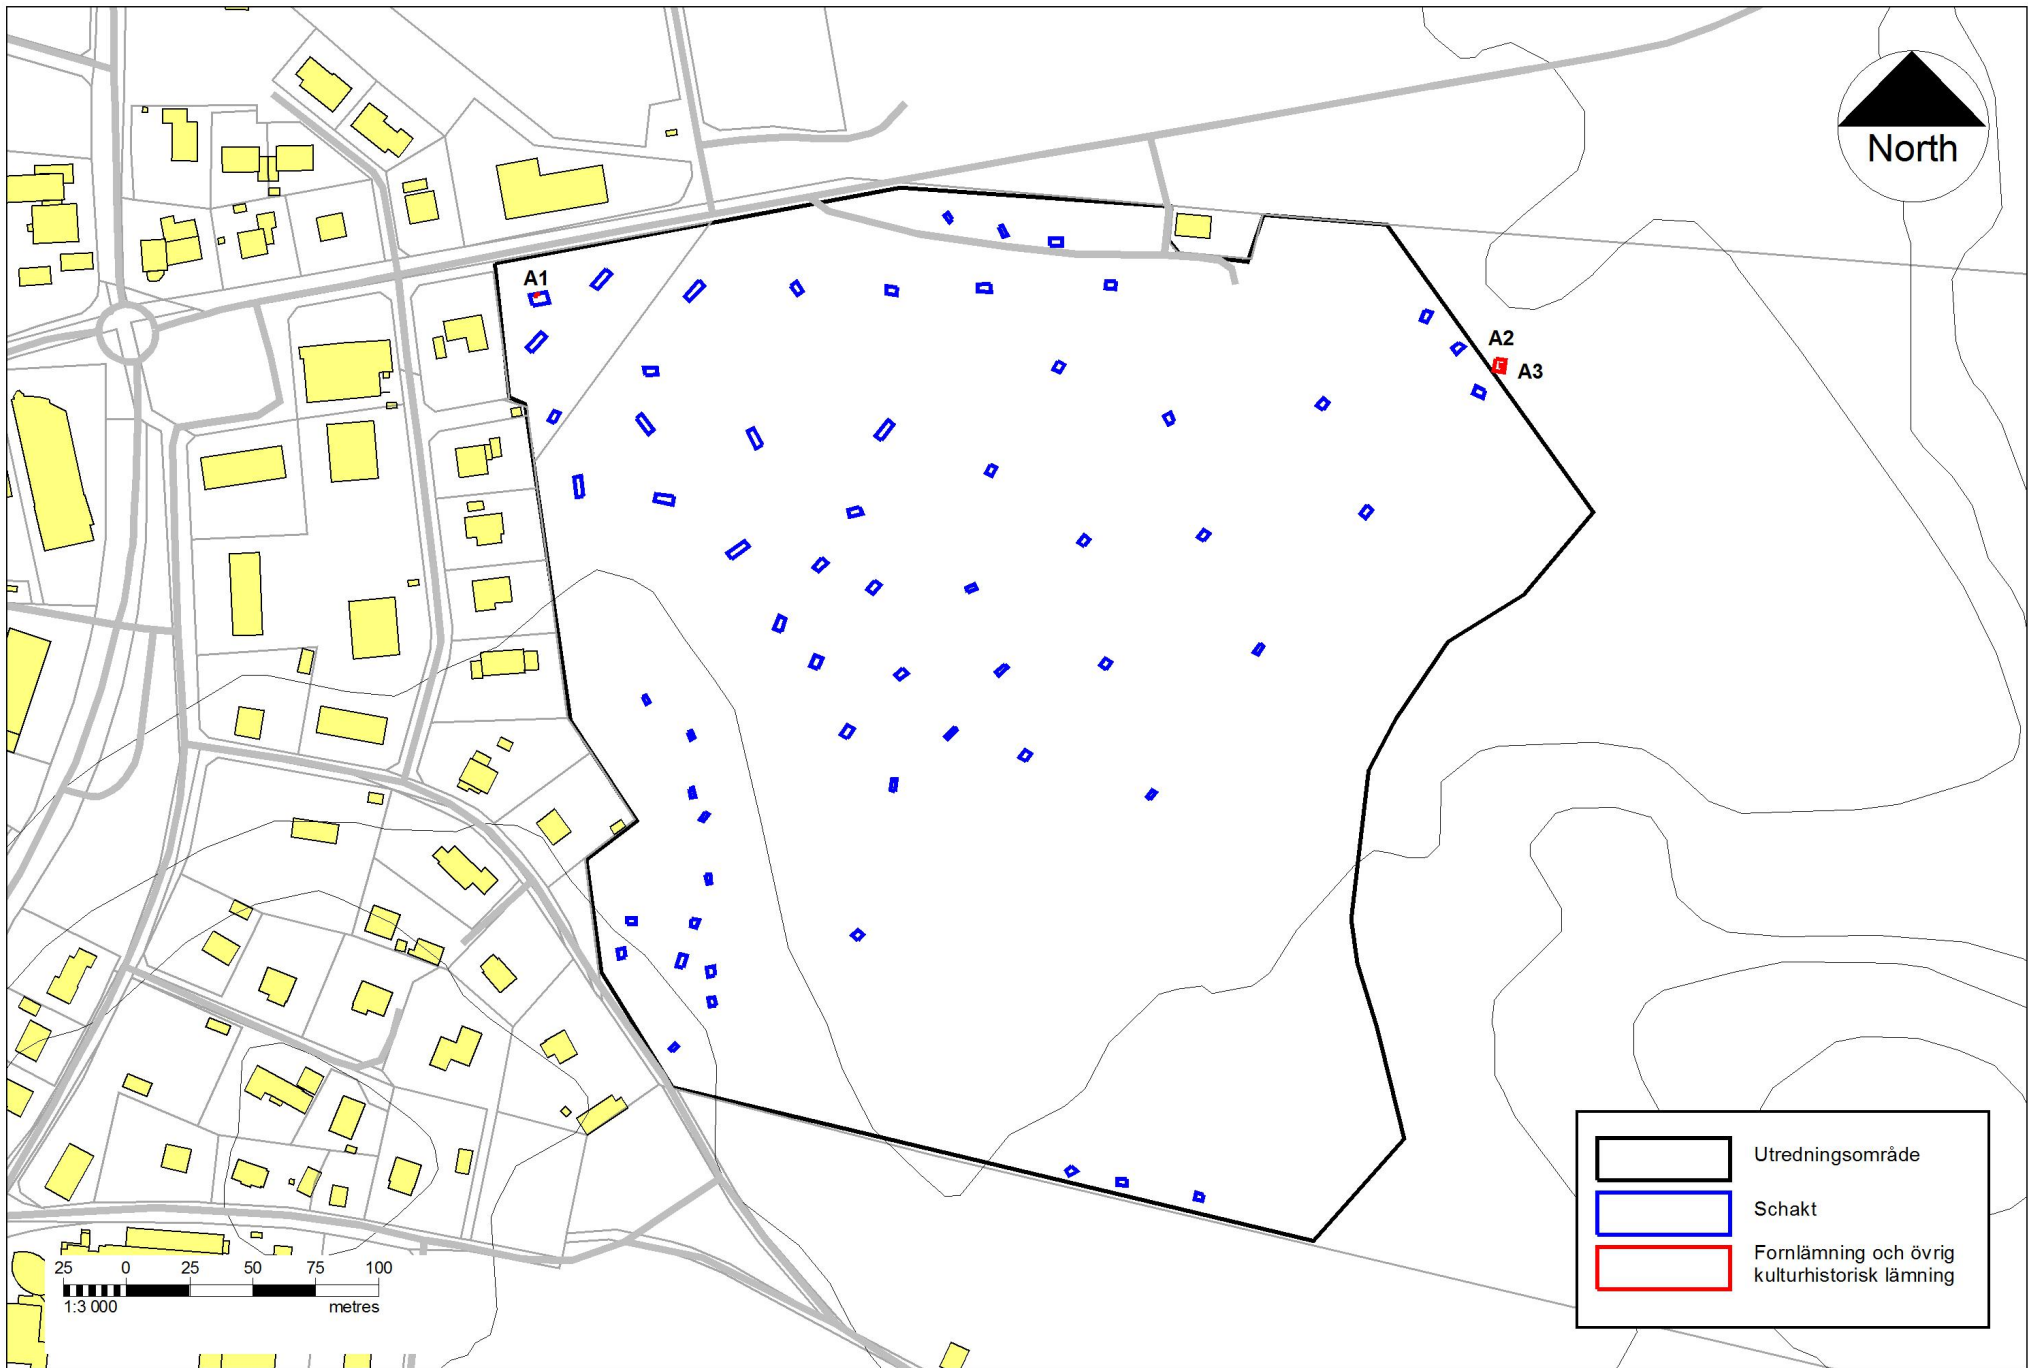 North
A1
A2
A3
Utredningsområde
Schakt
Fornlämning och övrig
kulturhistorisk lämning
25 0 25 50 75 100
1:3 000 metres